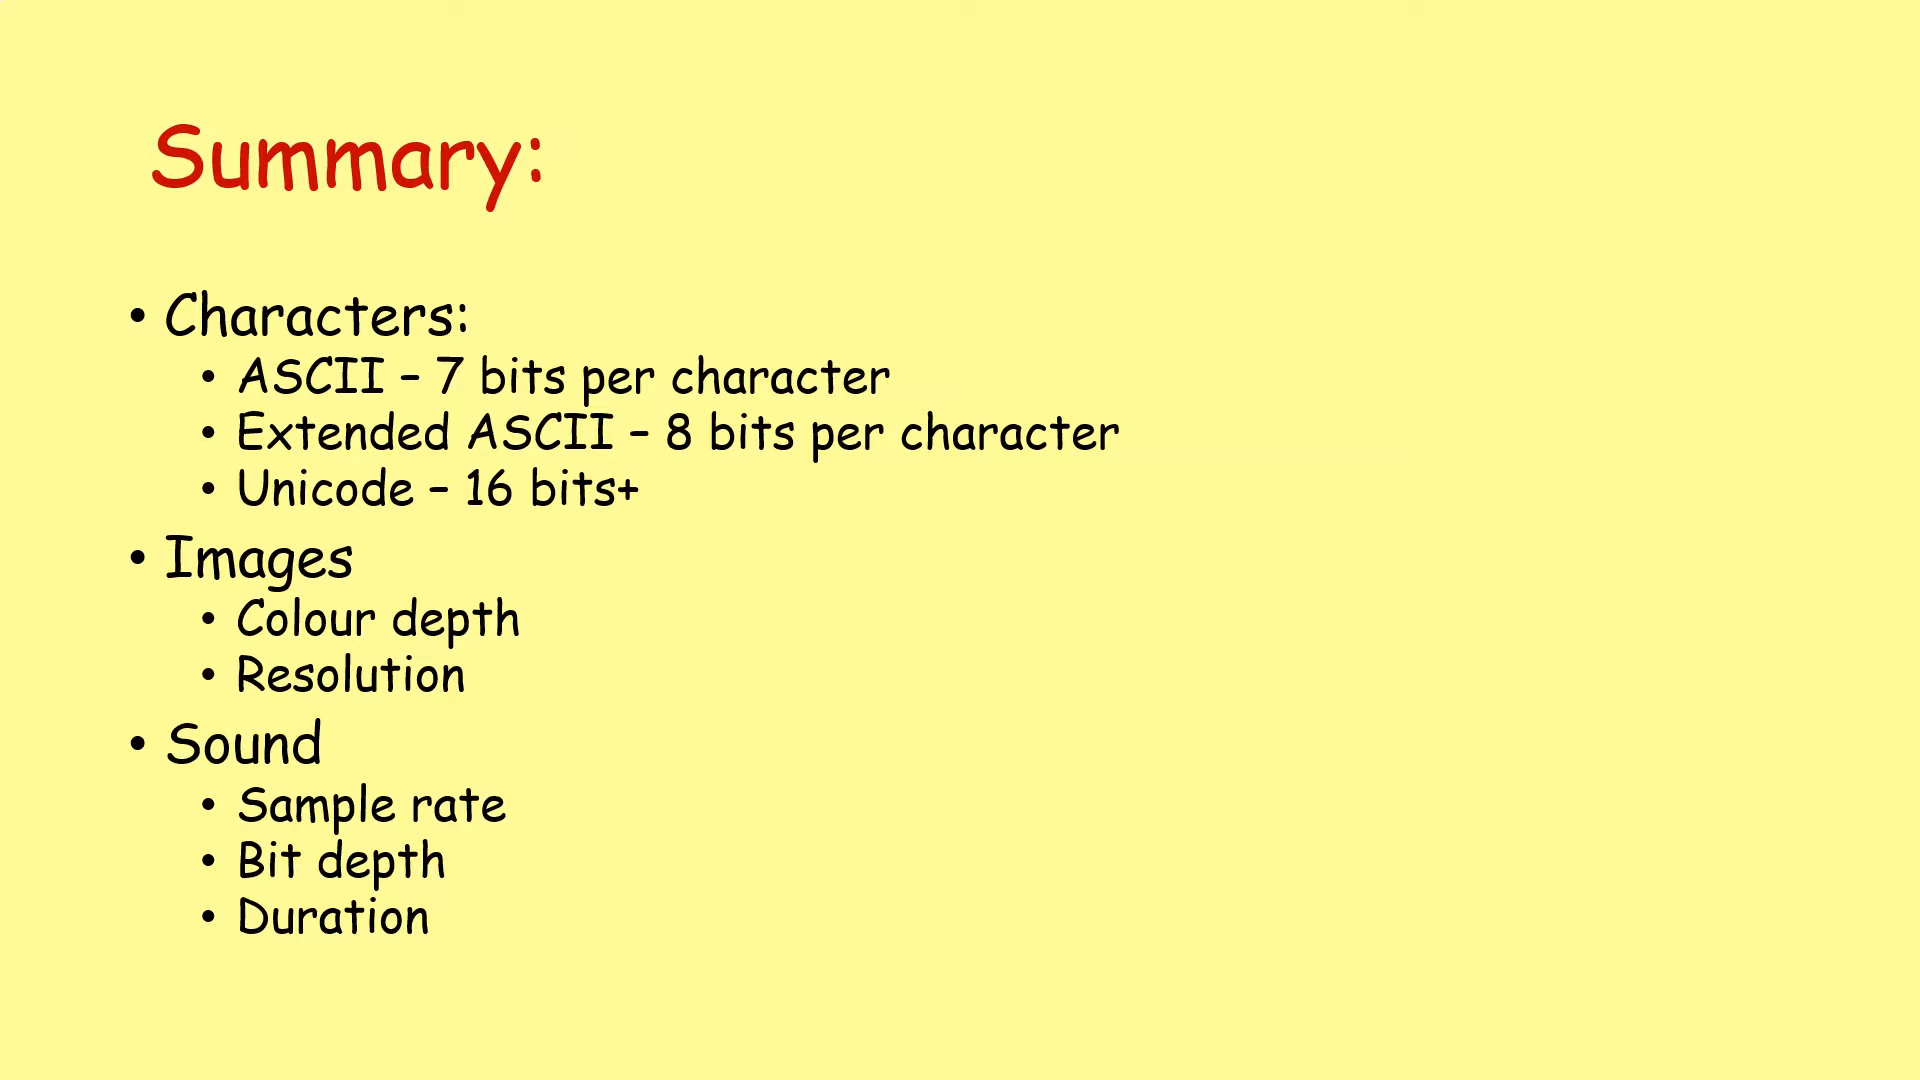 Summary:
• Characters:
• ASCII – 7 bits per character
• Extended ASCII – 8 bits per character
• Unicode – 16 bits+
• Images
• Colour depth
• Resolution
• Sound
• Sample rate
• Bit depth
• Duration